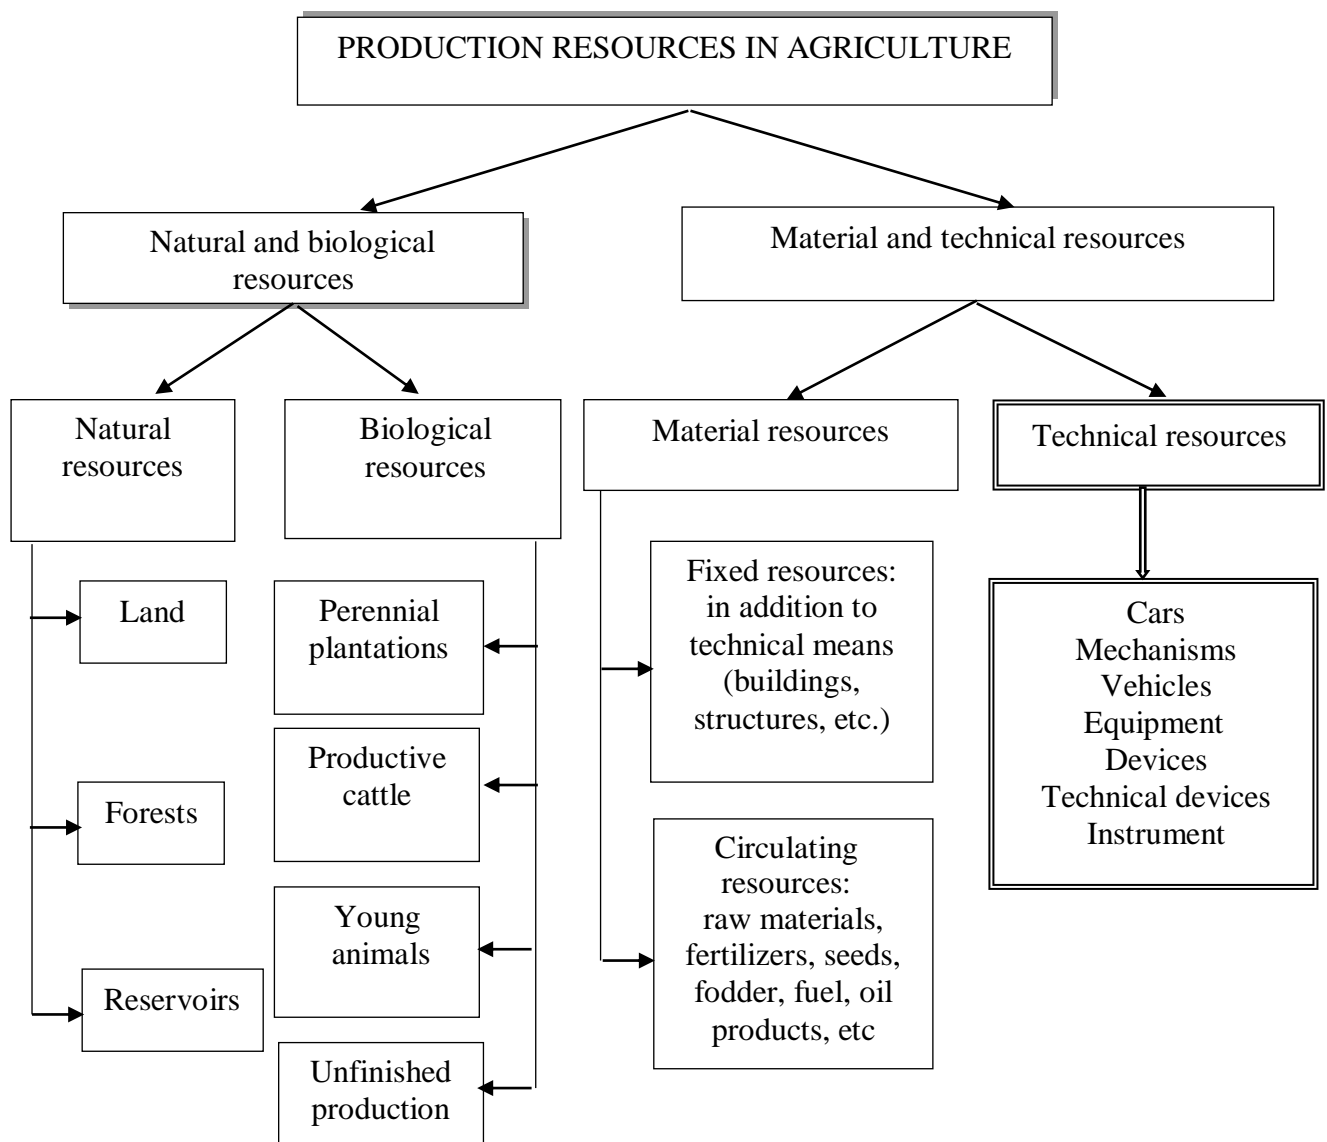 PRODUCTION RESOURCES IN AGRICULTURE
Natural and biological
resources
Material and technical resources
Natural
resources
Biological
resources
Material resources
Technical resources
Land
Forests
Reservoirs
Perennial
plantations
Productive
cattle
Young
animals
Unfinished
production
Fixed resources:
in addition to
technical means
(buildings,
structures, etc.)
Circulating
resources:
raw materials,
fertilizers, seeds,
fodder, fuel, oil
products, etc
Cars
Mechanisms
Vehicles
Equipment
Devices
Technical devices
Instrument